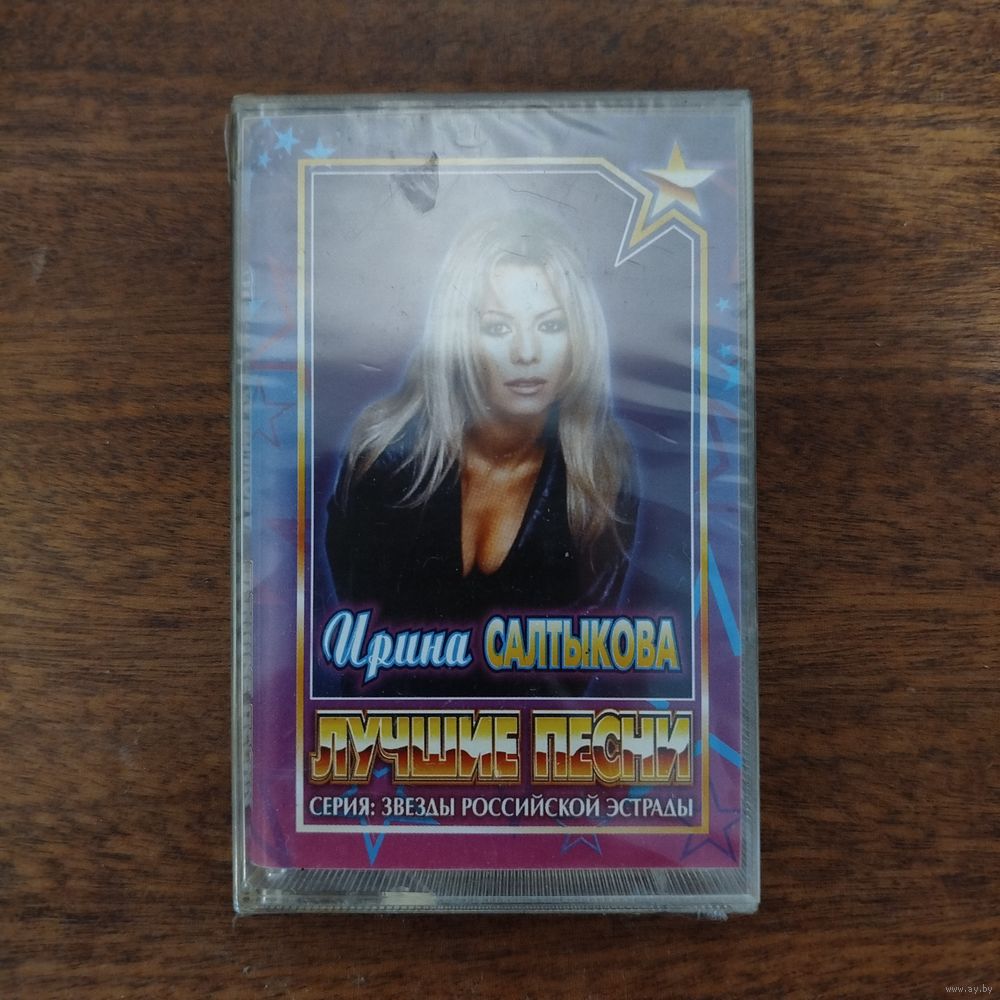 Ирина САЛТЫКОВА
ЛУЧШИЕ ПЕСНИ
СЕРИЯ: ЗВЕЗДЫ РОССИЙСКОЙ ЭСТРАДЫ
www.ay.by